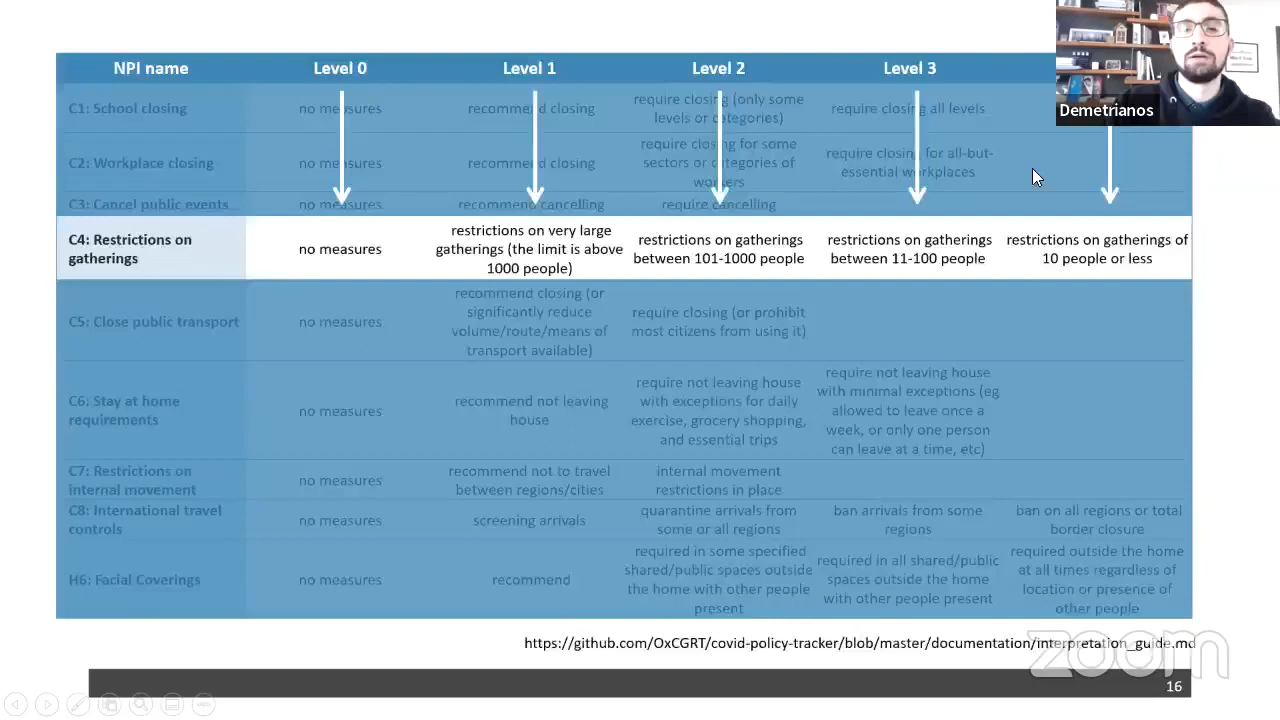 NPI name Level 0 Level 1 Level 2 Level 3
Demetrianos
C1: School closing
no measures
recommend closing
require closing (only some
levels or categories)
require closing all levels
C2: Workplace closing
no measures
recommend closing
require closing for some
sectors or categories of
workers
require closing for all-but-
essential workplaces
C3: Cancel public events
no measures
recommend cancelling
require cancelling
C4: Restrictions on
gatherings
no measures
restrictions on very large
gatherings (the limit is above
1000 people)
restrictions on gatherings
between 101-1000 people
restrictions on gatherings
between 11-100 people
restrictions on gatherings of
10 people or less
C5: Close public transport
no measures
recommend closing (or
significantly reduce
volume/route/means of
transport available)
require closing (or prohibit
most citizens from using it)
C6: Stay at home
requirements
no measures
recommend not leaving
house
require not leaving house
with exceptions for daily
exercise, grocery shopping,
and essential trips
require not leaving house
with minimal exceptions (eg
allowed to leave once a
week, or only one person
can leave at a time, etc)
C7: Restrictions on
internal movement
no measures
recommend not to travel
between regions/cities
internal movement
restrictions in place
C8: International travel
controls
no measures
screening arrivals
quarantine arrivals from
some or all regions
ban arrivals from some
regions
ban on all regions or total
border closure
H6: Facial Coverings
no measures
recommend
required in some specified
shared/public spaces outside
the home with other people
present
required in all shared/public
spaces outside the home
with other people present
required outside the home
at all times regardless of
location or presence of
other people
https://github.com/OxCGRT/covid-policy-tracker/blob/master/documentation/interpretation_guide.md
zoom
16